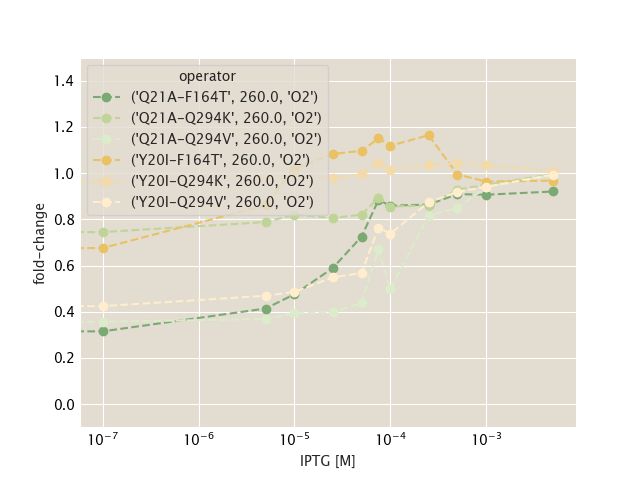 operator
('Q21A-F164T', 260.0, 'O2')
('Q21A-Q294K', 260.0, 'O2')
('Q21A-Q294V', 260.0, 'O2')
('Y20I-F164T', 260.0, 'O2')
('Y20I-Q294K', 260.0, 'O2')
('Y20I-Q294V', 260.0, 'O2')
fold-change
1.4
1.2
1.0
0.8
0.6
0.4
0.2
0.0
10⁻⁷ 10⁻⁶ 10⁻⁵ 10⁻⁴ 10⁻³
IPTG [M]